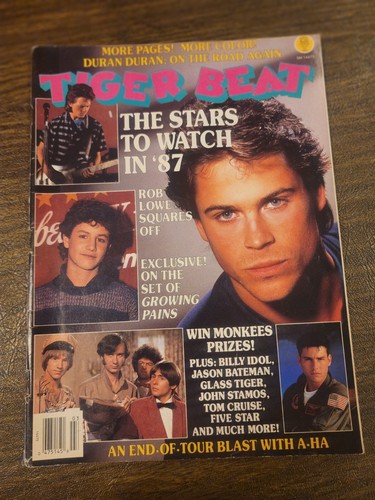 MORE PAGES! MORE COLOR!
DURAN DURAN: ON THE ROAD AGAIN
TIGER BEAT
THE STARS
TO WATCH
IN '87
ROB
LOWE
SQUARES
OFF
EXCLUSIVE!
ON THE
SET OF
GROWING
PAINS
WIN MONKEES
PRIZES!
PLUS: BILLY IDOL,
JASON BATEMAN,
GLASS TIGER,
JOHN STAMOS,
TOM CRUISE,
FIVE STAR
AND MUCH MORE!
AN END-OF-TOUR BLAST WITH A-HA